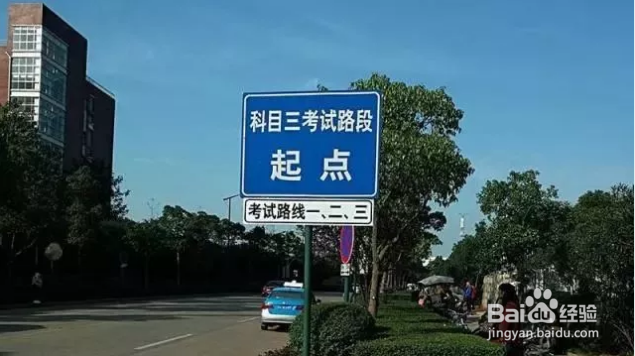 科目三考试路段
起点
考试路线一、二、三
Baidu 经验
jingyan.baidu.com